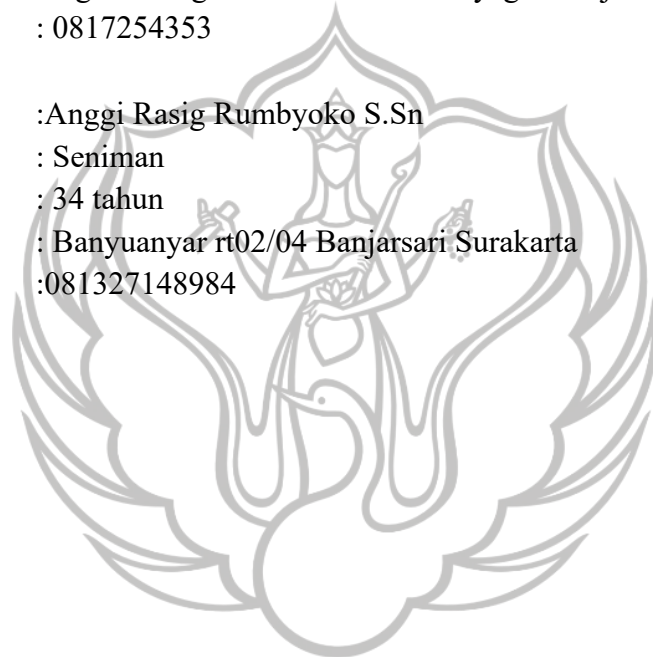 : 0817254353
:Anggi Rasig Rumbyoko S.Sn
: Seniman
: 34 tahun
: Banyuanyar rt02/04 Banjarsari Surakarta
:081327148984